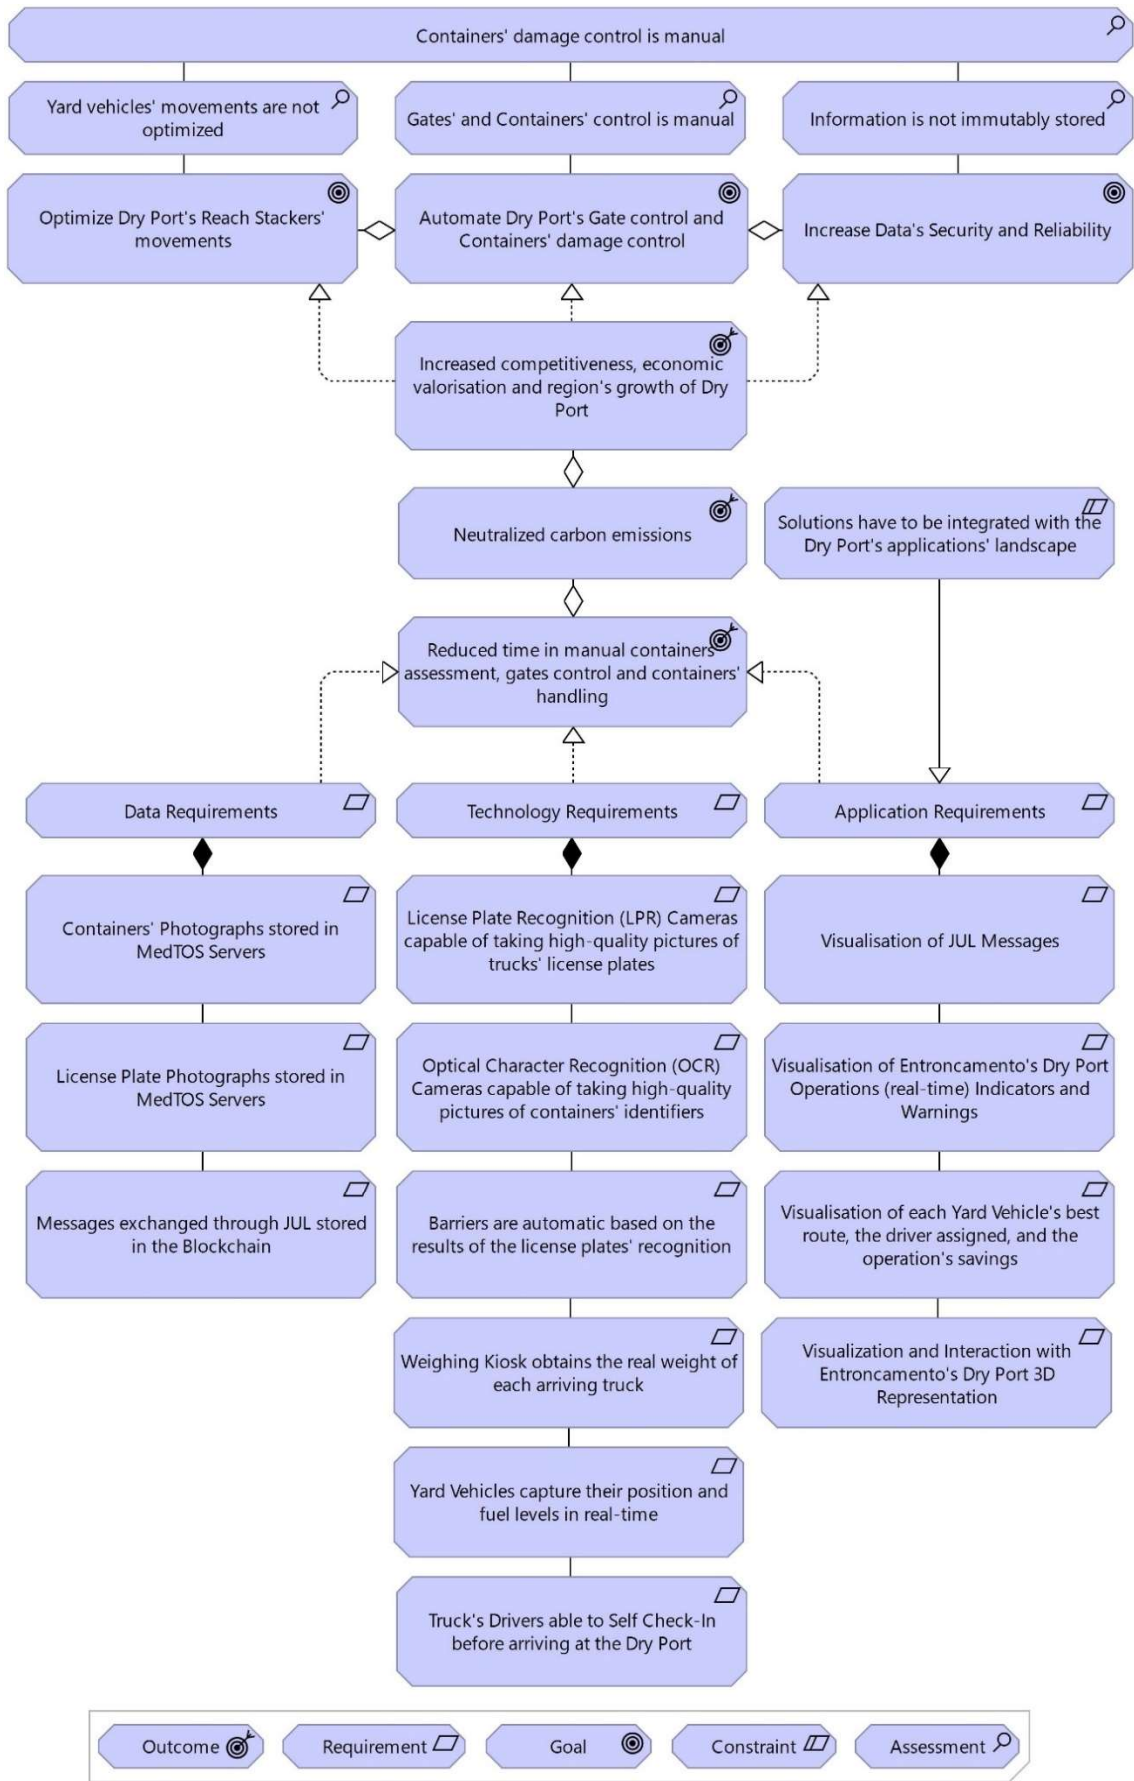 Containers' damage control is manual
Yard vehicles' movements are not
optimized
Gates' and Containers' control is manual
Information is not immutably stored
Optimize Dry Port's Reach Stackers'
movements
Automate Dry Port's Gate control and
Containers' damage control
Increase Data's Security and Reliability
Increased competitiveness, economic
valorisation and region's growth of Dry
Port
Neutralized carbon emissions
Solutions have to be integrated with the
Dry Port's applications' landscape
Reduced time in manual containers'
assessment, gates control and containers'
handling
Data Requirements
Technology Requirements
Application Requirements
Containers' Photographs stored in
MedTOS Servers
License Plate Recognition (LPR) Cameras
capable of taking high-quality pictures of
trucks' license plates
Visualisation of JUL Messages
License Plate Photographs stored in
MedTOS Servers
Optical Character Recognition (OCR)
Cameras capable of taking high-quality
pictures of containers' identifiers
Visualisation of Entroncamento's Dry Port
Operations (real-time) Indicators and
Warnings
Messages exchanged through JUL stored
in the Blockchain
Barriers are automatic based on the
results of the license plates' recognition
Visualisation of each Yard Vehicle's best
route, the driver assigned, and the
operation's savings
Weighing Kiosk obtains the real weight of
each arriving truck
Visualization and Interaction with
Entroncamento's Dry Port 3D
Representation
Yard Vehicles capture their position and
fuel levels in real-time
Truck's Drivers able to Self Check-In
before arriving at the Dry Port
Outcome
Requirement
Goal
Constraint
Assessment